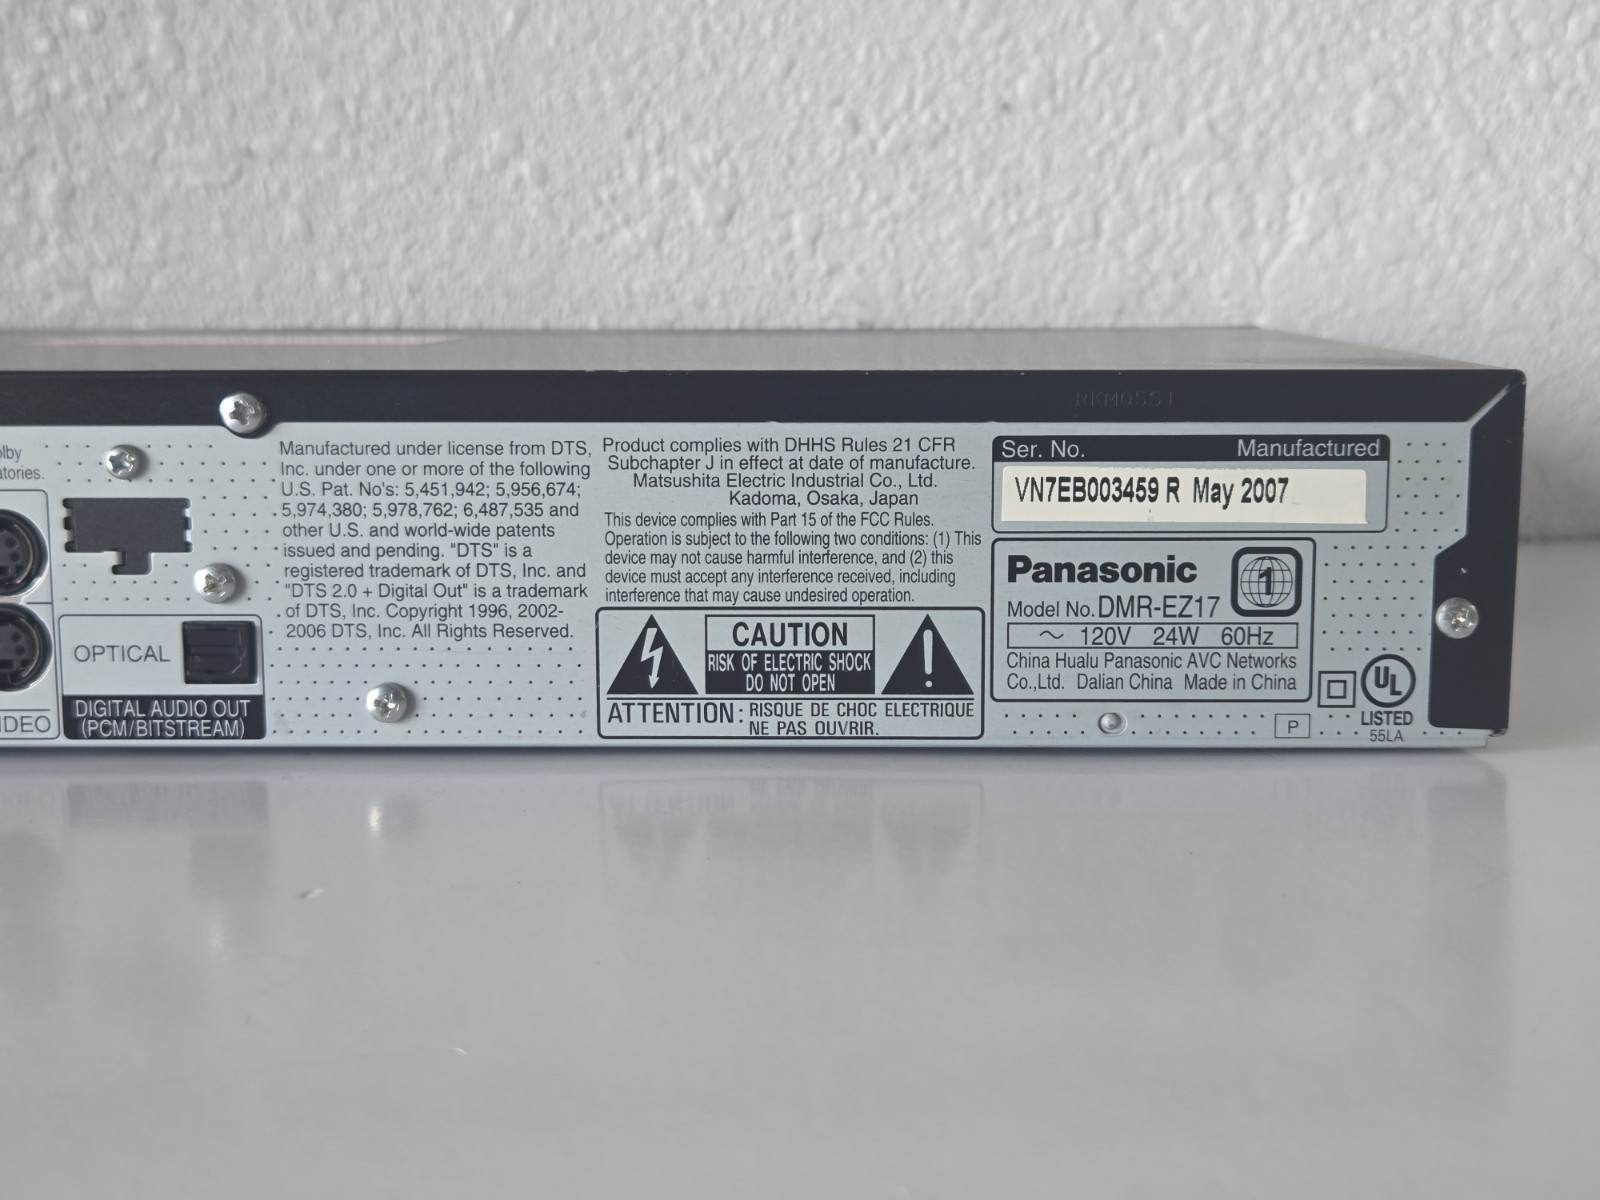 RKM0551
olby
atories.
OPTICAL
DIGITAL AUDIO OUT
(PCM/BITSTREAM)
IDEO
Manufactured under license from DTS,
Inc. under one or more of the following
U.S. Pat. No's: 5,451,942; 5,956,674;
5,974,380; 5,978,762; 6,487,535 and
other U.S. and world-wide patents
issued and pending. "DTS" is a
registered trademark of DTS, Inc. and
"DTS 2.0 + Digital Out" is a trademark
of DTS, Inc. Copyright 1996, 2002-
2006 DTS, Inc. All Rights Reserved.
Product complies with DHHS Rules 21 CFR
Subchapter J in effect at date of manufacture.
Matsushita Electric Industrial Co., Ltd.
Kadoma, Osaka, Japan
This device complies with Part 15 of the FCC Rules.
Operation is subject to the following two conditions: (1) This
device may not cause harmful interference, and (2) this
device must accept any interference received, including
interference that may cause undesired operation.
CAUTION
RISK OF ELECTRIC SHOCK
DO NOT OPEN
ATTENTION: RISQUE DE CHOC ELECTRIQUE
NE PAS OUVRIR.
Ser. No. Manufactured
VN7EB003459 R May 2007
Panasonic 1
Model No. DMR-EZ17
~ 120V 24W 60Hz
China Hualu Panasonic AVC Networks
Co.,Ltd. Dalian China Made in China
P
UL
LISTED
55LA